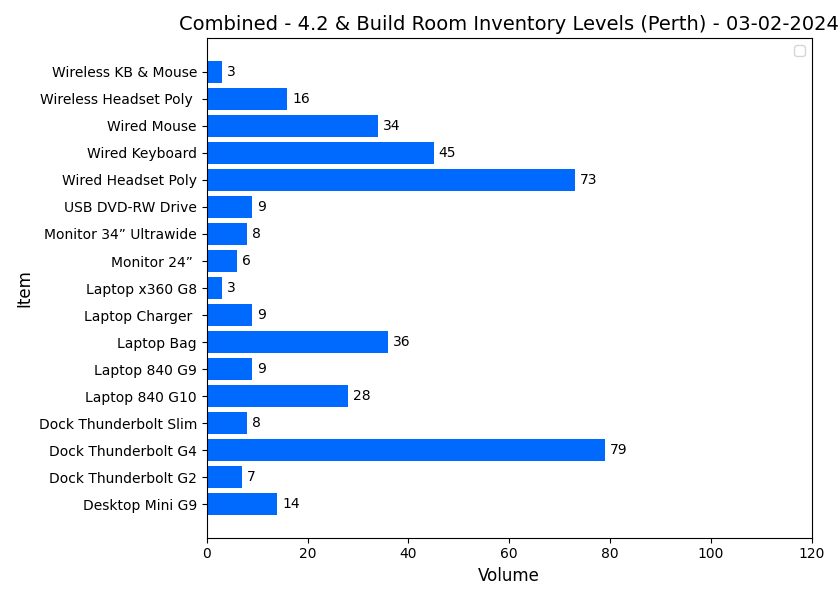 Combined - 4.2 & Build Room Inventory Levels (Perth) - 03-02-2024
Wireless KB & Mouse 3
Wireless Headset Poly 16
Wired Mouse 34
Wired Keyboard 45
Wired Headset Poly 73
USB DVD-RW Drive 9
Monitor 34” Ultrawide 8
Monitor 24” 6
Laptop x360 G8 3
Laptop Charger 9
Laptop Bag 36
Laptop 840 G9 9
Laptop 840 G10 28
Dock Thunderbolt Slim 8
Dock Thunderbolt G4 79
Dock Thunderbolt G2 7
Desktop Mini G9 14
Item
0 20 40 60 80 100 120
Volume